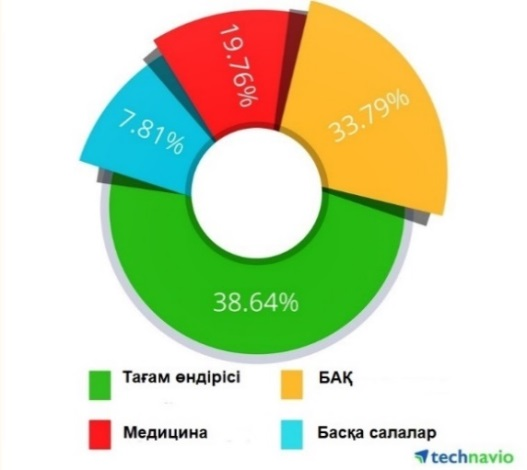 19.76%
33.79%
7.81%
38.64%
Тағам өндірісі
БАҚ
Медицина
Басқа салалар
technavio